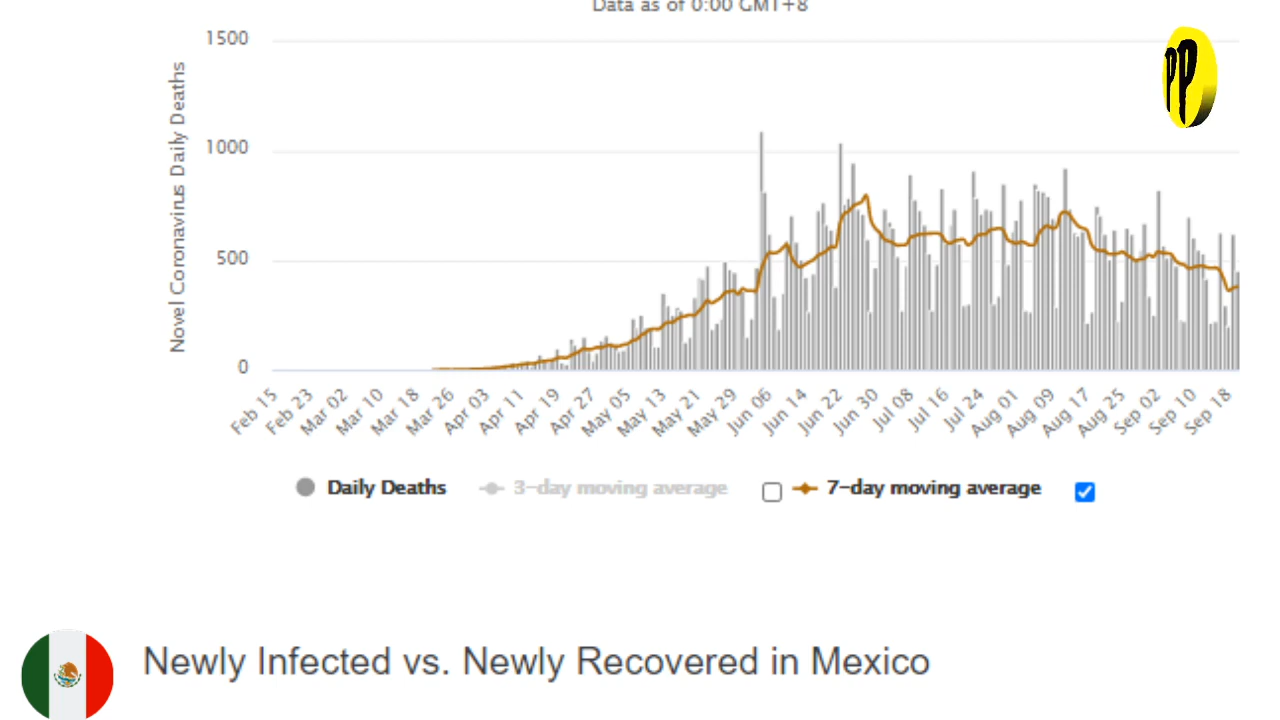 Data as of 0:00 GMT+8
1500
1000
500
0
Novel Coronavirus Daily Deaths
PP
Feb 15
Feb 23
Mar 02
Mar 10
Mar 18
Mar 26
Apr 03
Apr 11
Apr 19
Apr 27
May 05
May 13
May 21
May 29
Jun 06
Jun 14
Jun 22
Jun 30
Jul 08
Jul 16
Jul 24
Aug 01
Aug 09
Aug 17
Aug 25
Sep 02
Sep 10
Sep 18
Daily Deaths 3-day moving average 7-day moving average
Newly Infected vs. Newly Recovered in Mexico